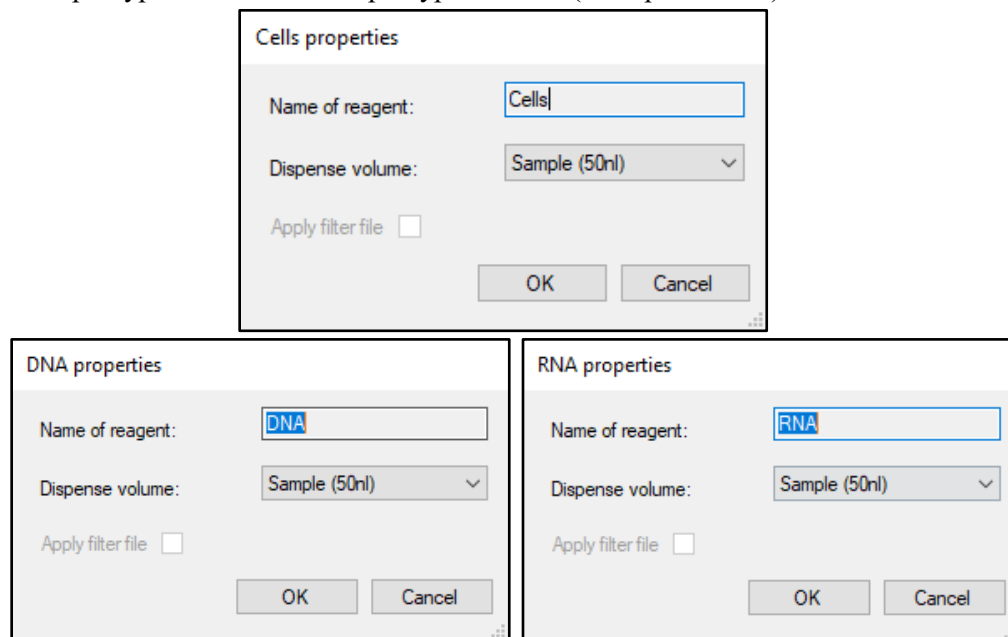 Cells properties
Name of reagent: Cells
Dispense volume: Sample (50nl)
Apply filter file
OK Cancel
DNA properties
Name of reagent: DNA
Dispense volume: Sample (50nl)
Apply filter file
OK Cancel
RNA properties
Name of reagent: RNA
Dispense volume: Sample (50nl)
Apply filter file
OK Cancel